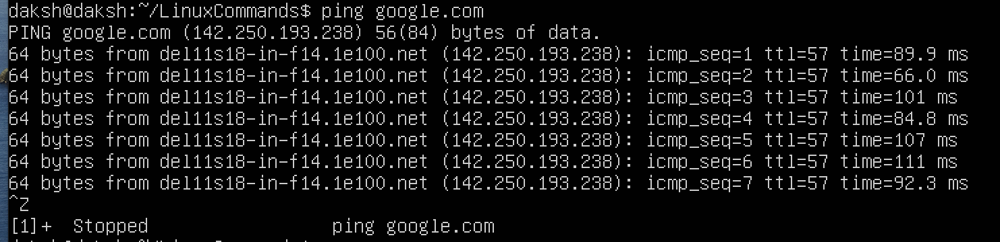 daksh@daksh:~/LinuxCommands$ ping google.com
PING google.com (142.250.193.238) 56(84) bytes of data.
64 bytes from del11s18-in-f14.1e100.net (142.250.193.238): icmp_seq=1 ttl=57 time=89.9 ms
64 bytes from del11s18-in-f14.1e100.net (142.250.193.238): icmp_seq=2 ttl=57 time=66.0 ms
64 bytes from del11s18-in-f14.1e100.net (142.250.193.238): icmp_seq=3 ttl=57 time=101 ms
64 bytes from del11s18-in-f14.1e100.net (142.250.193.238): icmp_seq=4 ttl=57 time=84.8 ms
64 bytes from del11s18-in-f14.1e100.net (142.250.193.238): icmp_seq=5 ttl=57 time=107 ms
64 bytes from del11s18-in-f14.1e100.net (142.250.193.238): icmp_seq=6 ttl=57 time=111 ms
64 bytes from del11s18-in-f14.1e100.net (142.250.193.238): icmp_seq=7 ttl=57 time=92.3 ms
^Z
[1]+  Stopped                 ping google.com